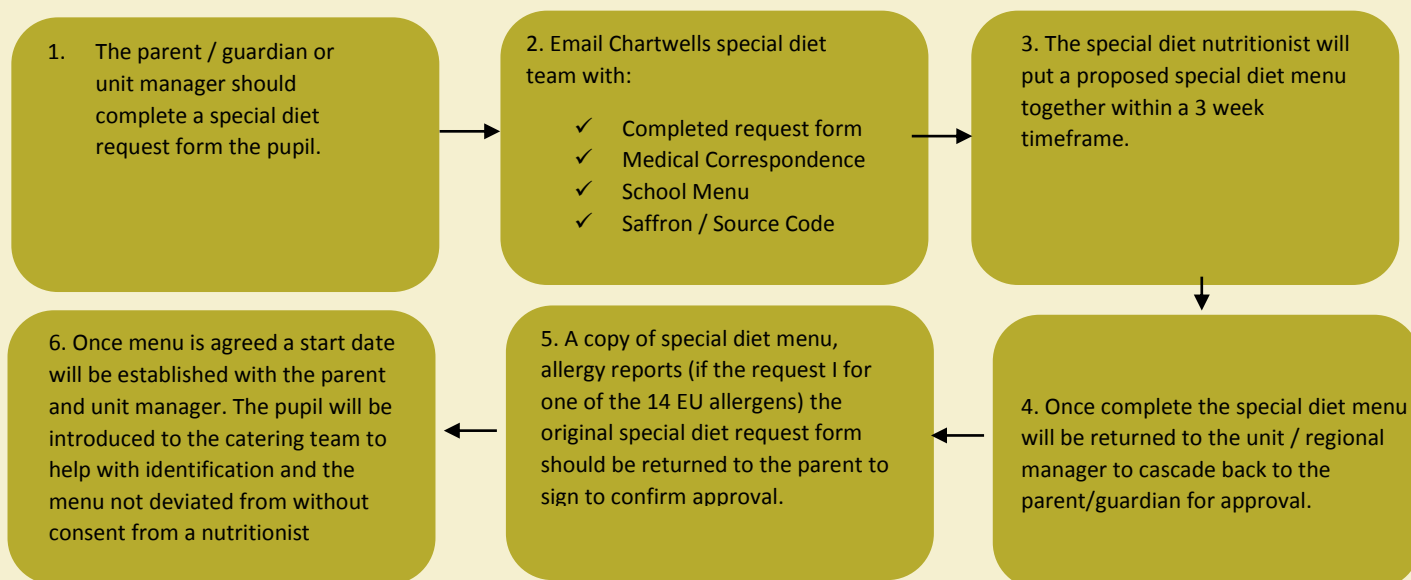 1. The parent / guardian or
unit manager should
complete a special diet
request form the pupil.
2. Email Chartwells special diet
team with:
✓ Completed request form
✓ Medical Correspondence
✓ School Menu
✓ Saffron / Source Code
3. The special diet nutritionist will
put a proposed special diet menu
together within a 3 week
timeframe.
4. Once complete the special diet menu
will be returned to the unit / regional
manager to cascade back to the
parent/guardian for approval.
5. A copy of special diet menu,
allergy reports (if the request I for
one of the 14 EU allergens) the
original special diet request form
should be returned to the parent to
sign to confirm approval.
6. Once menu is agreed a start date
will be established with the parent
and unit manager. The pupil will be
introduced to the catering team to
help with identification and the
menu not deviated from without
consent from a nutritionist